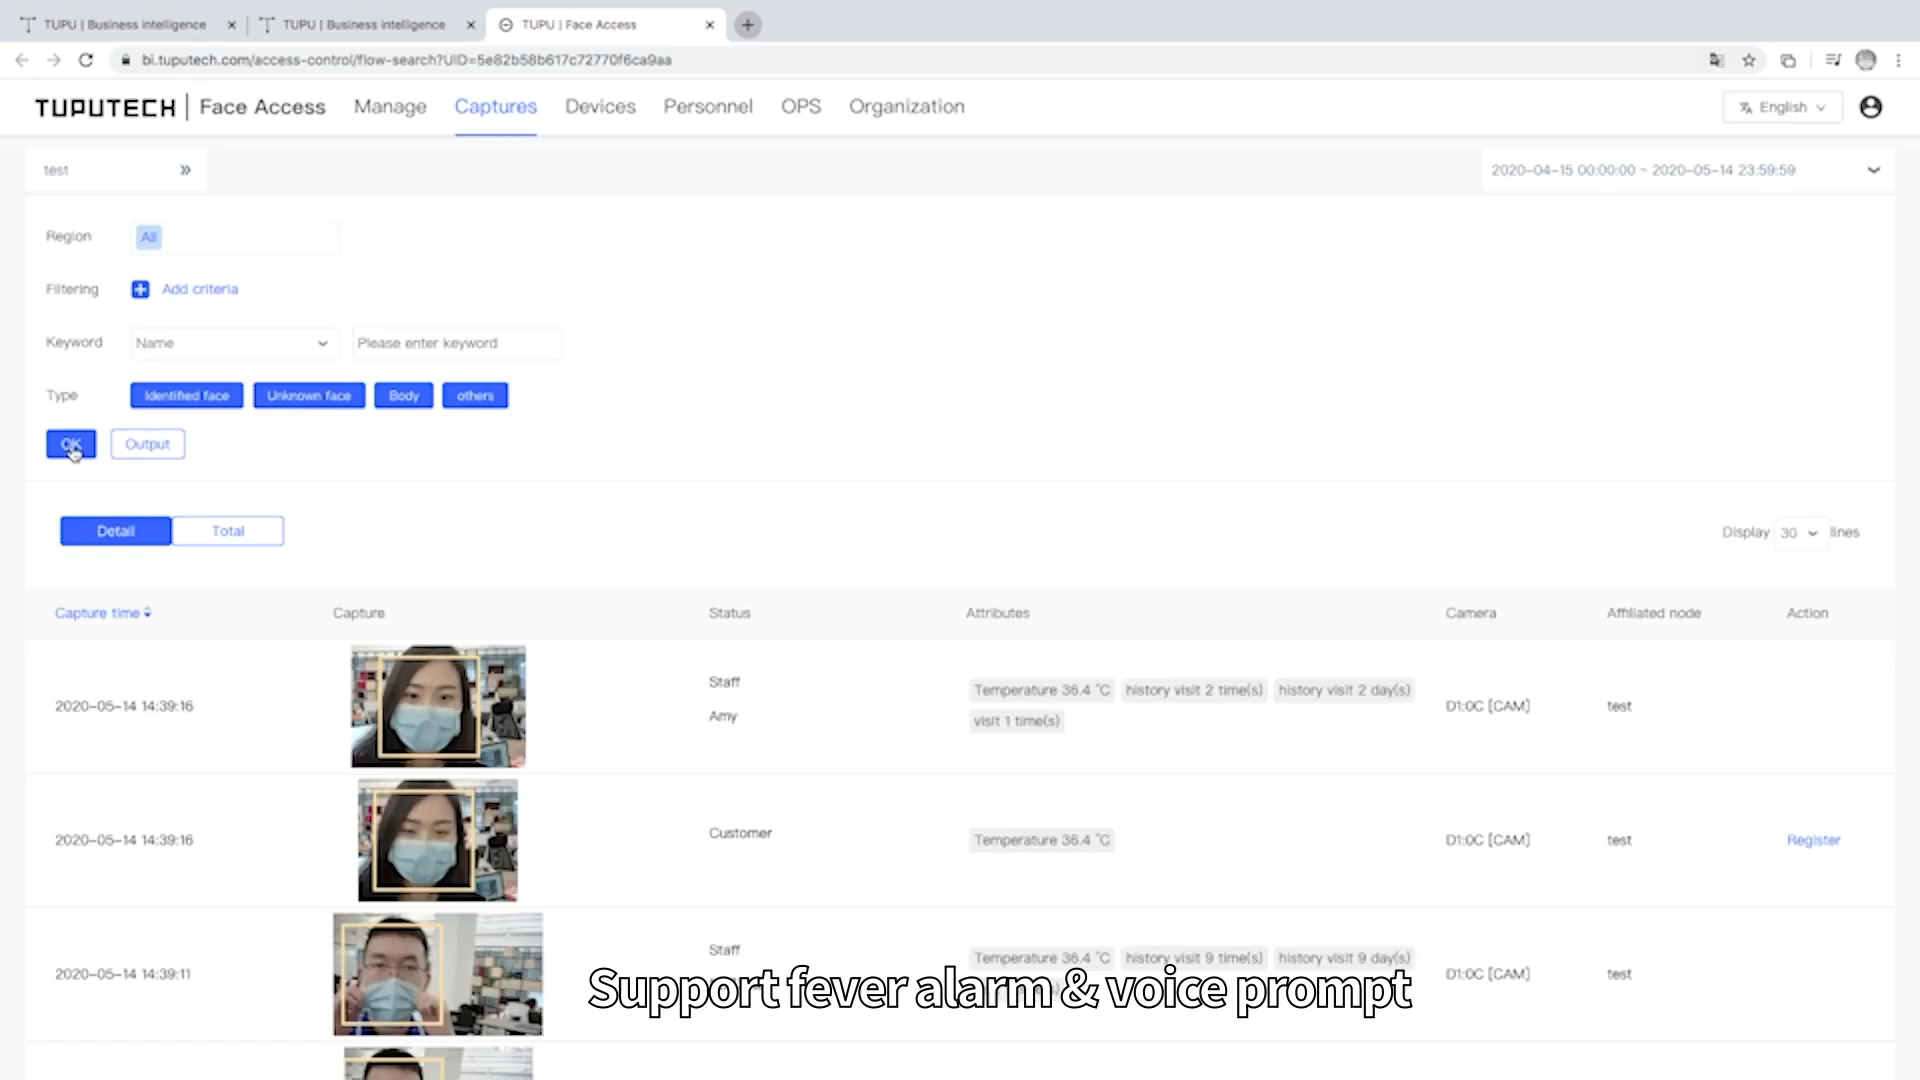 TUPU | Business Intelligence
TUPU | Business Intelligence
TUPU | Face Access
bi.tuputech.com/access-control/flow-search?UID=5e82b58b617c72770f6ca9aa
TUPUTECH | Face Access Manage Captures Devices Personnel OPS Organization English
test » 2020-04-15 00:00:00 ~ 2020-05-14 23:59:59
Region All
Filtering Add criteria
Keyword Name Please enter keyword
Type Identified face Unknown face Body others
OK Output
Detail Total Display 30 lines
Capture time Capture Status Attributes Camera Affiliated node Action
2020-05-14 14:39:16 Staff Amy Temperature 36.4 °C history visit 2 time(s) history visit 2 day(s) visit 1 time(s) D1:0C [CAM] test
2020-05-14 14:39:16 Customer Temperature 36.4 °C D1:0C [CAM] test Register
2020-05-14 14:39:11 Staff Temperature 36.4 °C history visit 9 time(s) history visit 9 day(s) D1:0C [CAM] test
Support fever alarm & voice prompt